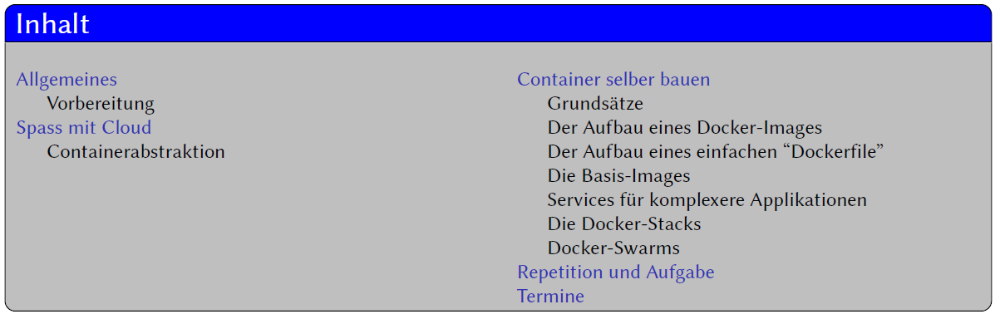 Inhalt
Allgemeines
Vorbereitung
Spass mit Cloud
Containerabstraktion
Container selber bauen
Grundsätze
Der Aufbau eines Docker-Images
Der Aufbau eines einfachen “Dockerfile”
Die Basis-Images
Services für komplexere Applikationen
Die Docker-Stacks
Docker-Swarms
Repetition und Aufgabe
Termine